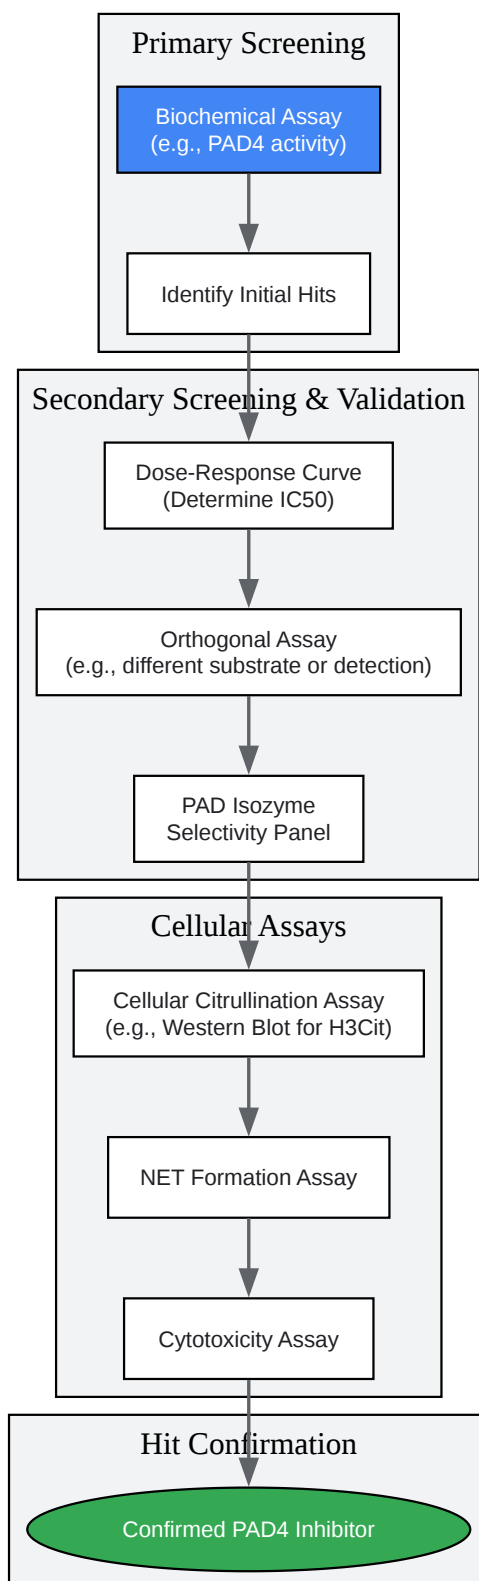 Primary Screening
Biochemical Assay
(e.g., PAD4 activity)
Identify Initial Hits
Secondary Screening & Validation
Dose-Response Curve
(Determine IC50)
Orthogonal Assay
(e.g., different substrate or detection)
PAD Isozyme
Selectivity Panel
Cellular Assays
Cellular Citrullination Assay
(e.g., Western Blot for H3Cit)
NET Formation Assay
Cytotoxicity Assay
Hit Confirmation
Confirmed PAD4 Inhibitor